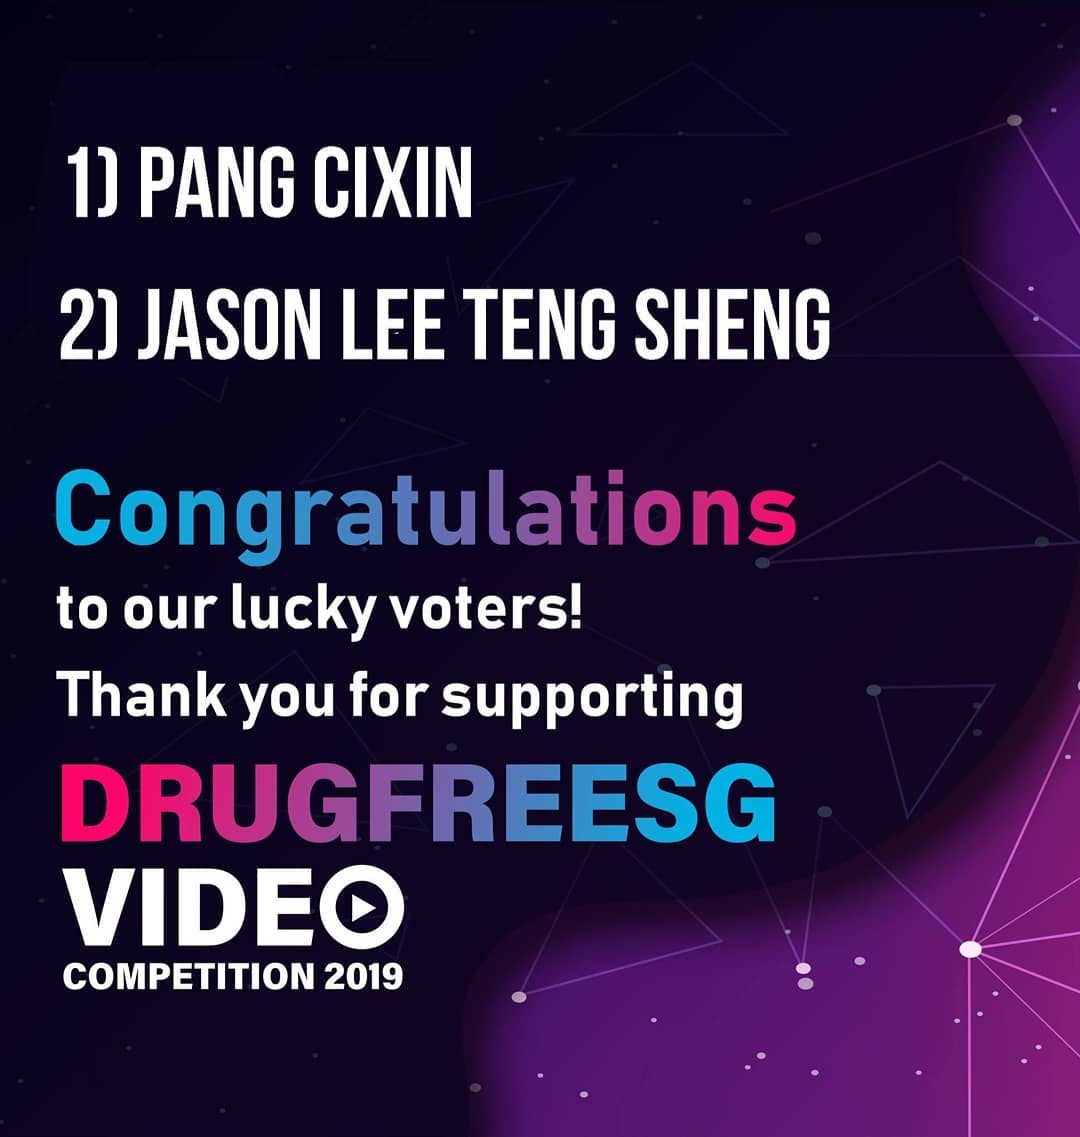 1) PANG CIXIN
2) JASON LEE TENG SHENG
Congratulations
to our lucky voters!
Thank you for supporting
DRUGFREESG
VIDEO
COMPETITION 2019